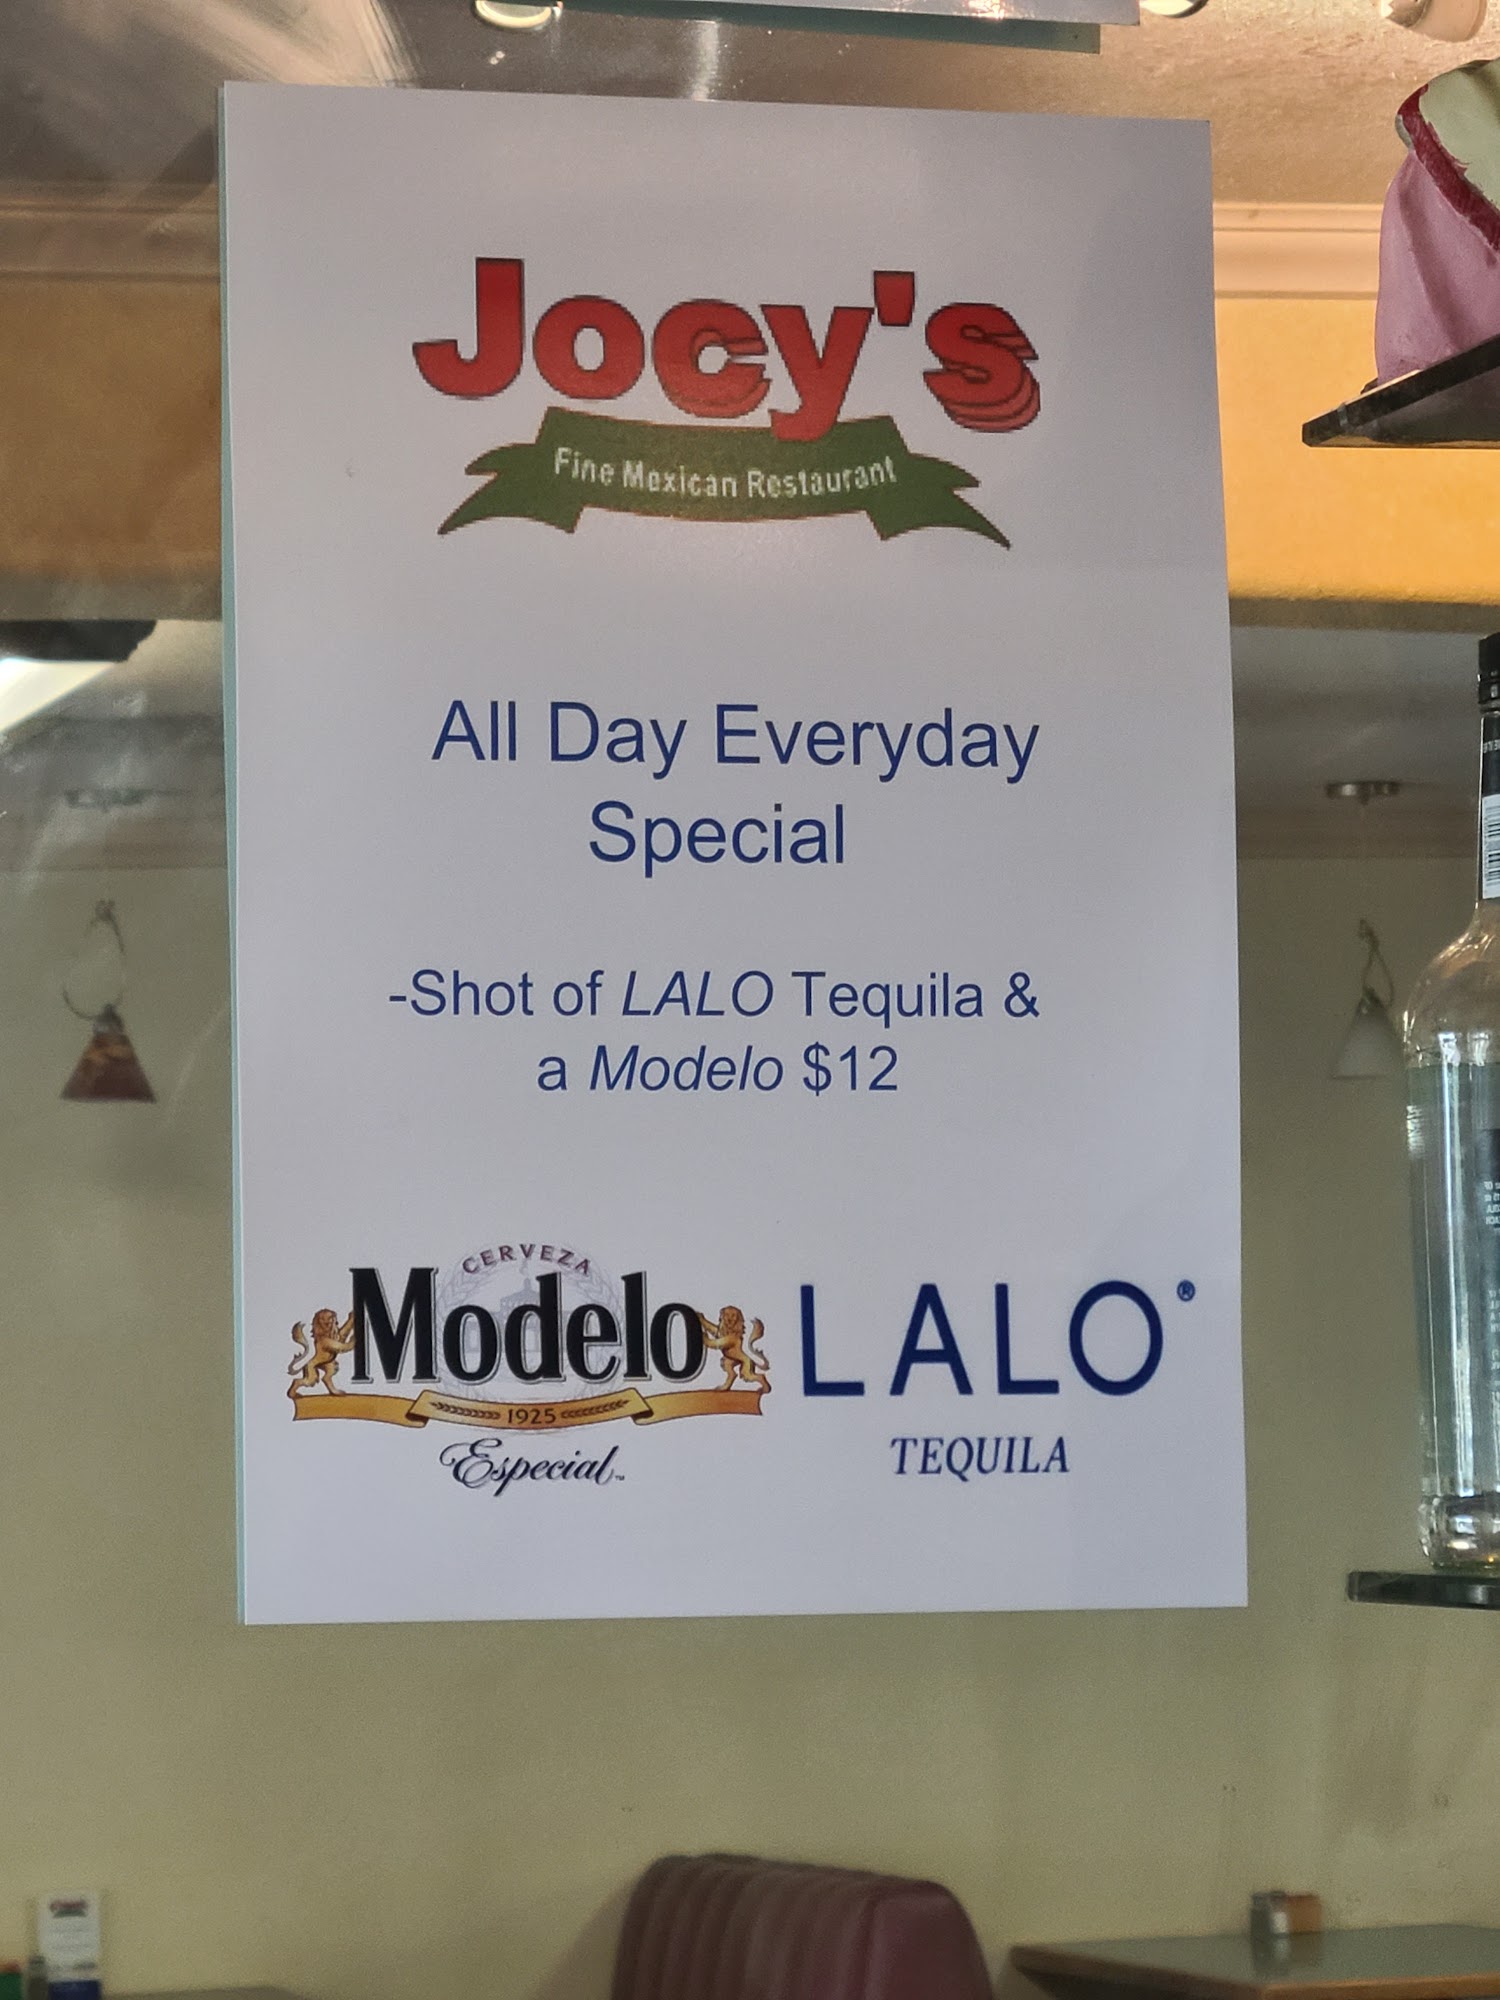 Jocy's
Fine Mexican Restaurant
All Day Everyday
Special
-Shot of LALO Tequila &
a Modelo $12
CERVEZA
Modelo
1925
Especial™
LALO®
TEQUILA